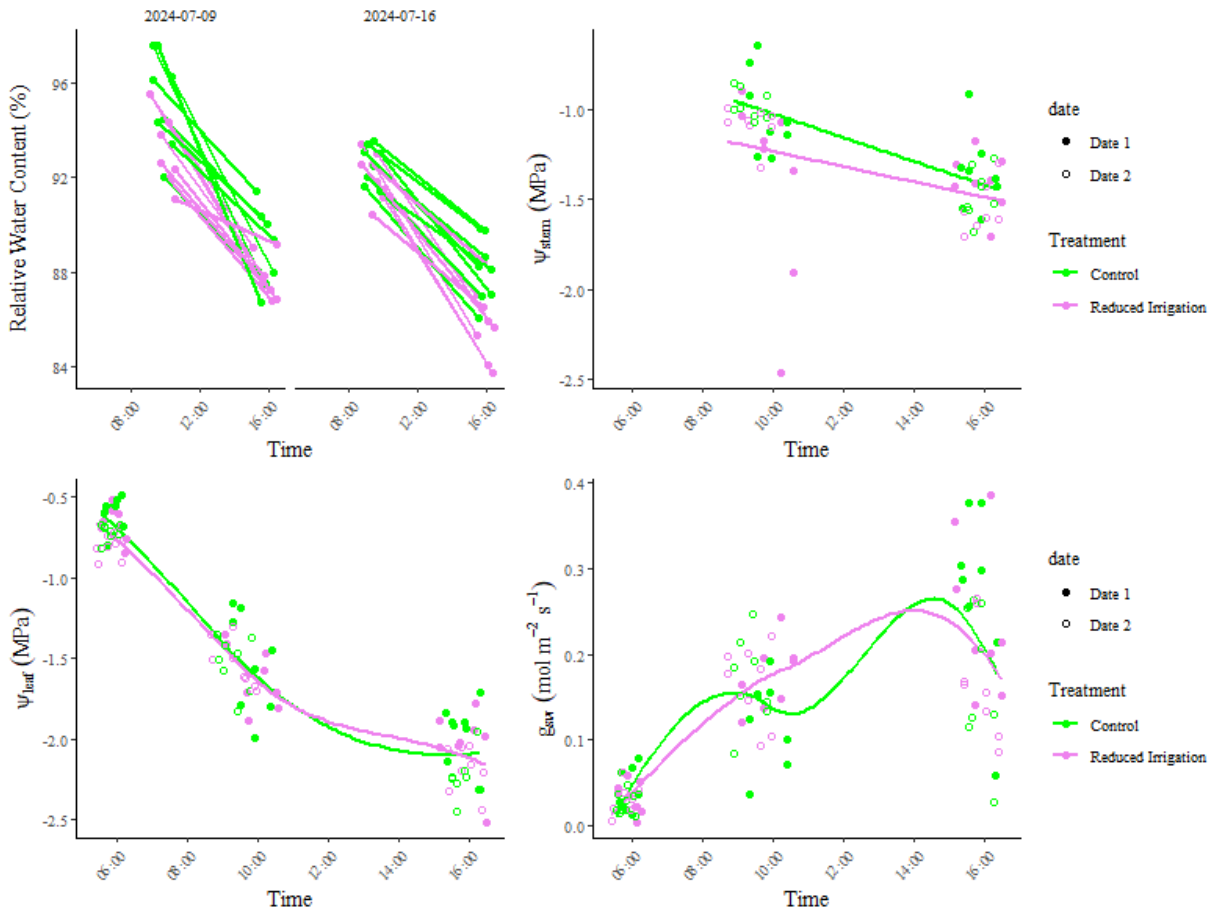 2024-07-09
2024-07-16
Relative Water Content (%)
96
92
88
84
08:00
12:00
16:00
08:00
12:00
16:00
Time
Ψstem (MPa)
-1.0
-1.5
-2.0
-2.5
06:00
08:00
10:00
12:00
14:00
16:00
Time
date
Date 1
Date 2
Treatment
Control
Reduced Irrigation
Ψleaf (MPa)
-0.5
-1.0
-1.5
-2.0
-2.5
06:00
08:00
10:00
12:00
14:00
16:00
Time
gsw (mol m−2 s−1)
0.4
0.3
0.2
0.1
0.0
06:00
08:00
10:00
12:00
14:00
16:00
Time
date
Date 1
Date 2
Treatment
Control
Reduced Irrigation